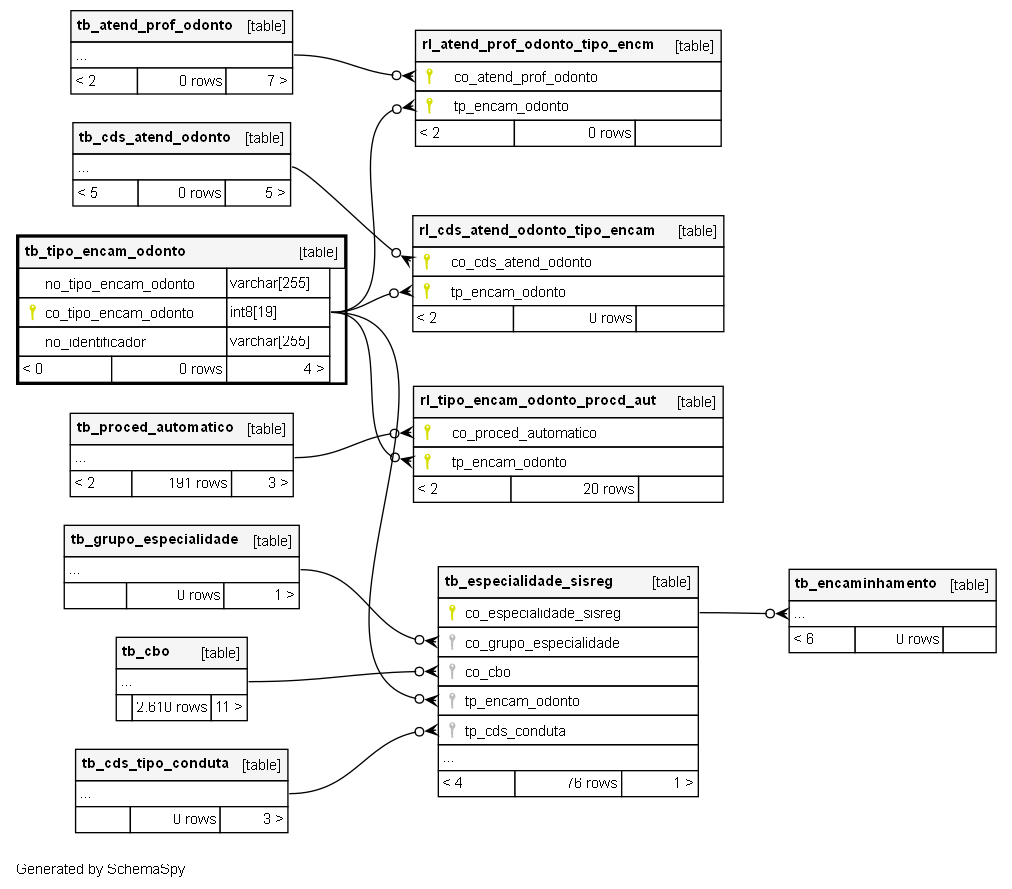 tb_atend_prof_odonto [table]
...
< 2 0 rows 7 >
rl_atend_prof_odonto_tipo_encm [table]
co_atend_prof_odonto
tp_encam_odonto
< 2 0 rows
tb_cds_atend_odonto [table]
...
< 5 0 rows 5 >
rl_cds_atend_odonto_tipo_encam [table]
co_cds_atend_odonto
tp_encam_odonto
< 2 0 rows
tb_tipo_encam_odonto [table]
no_tipo_encam_odonto varchar[255]
co_tipo_encam_odonto int8[19]
no_identificador varchar[255]
< 0 0 rows 4 >
rl_tipo_encam_odonto_procd_aut [table]
co_proced_automatico
tp_encam_odonto
< 2 20 rows
tb_proced_automatico [table]
...
< 2 191 rows 3 >
tb_grupo_especialidade [table]
...
0 rows 1 >
tb_especialidade_sisreg [table]
co_especialidade_sisreg
co_grupo_especialidade
co_cbo
tp_encam_odonto
tp_cds_conduta
...
< 4 76 rows 1 >
tb_encaminhamento [table]
...
< 6 0 rows
tb_cbo [table]
...
2.610 rows 11 >
tb_cds_tipo_conduta [table]
...
0 rows 3 >
Generated by SchemaSpy